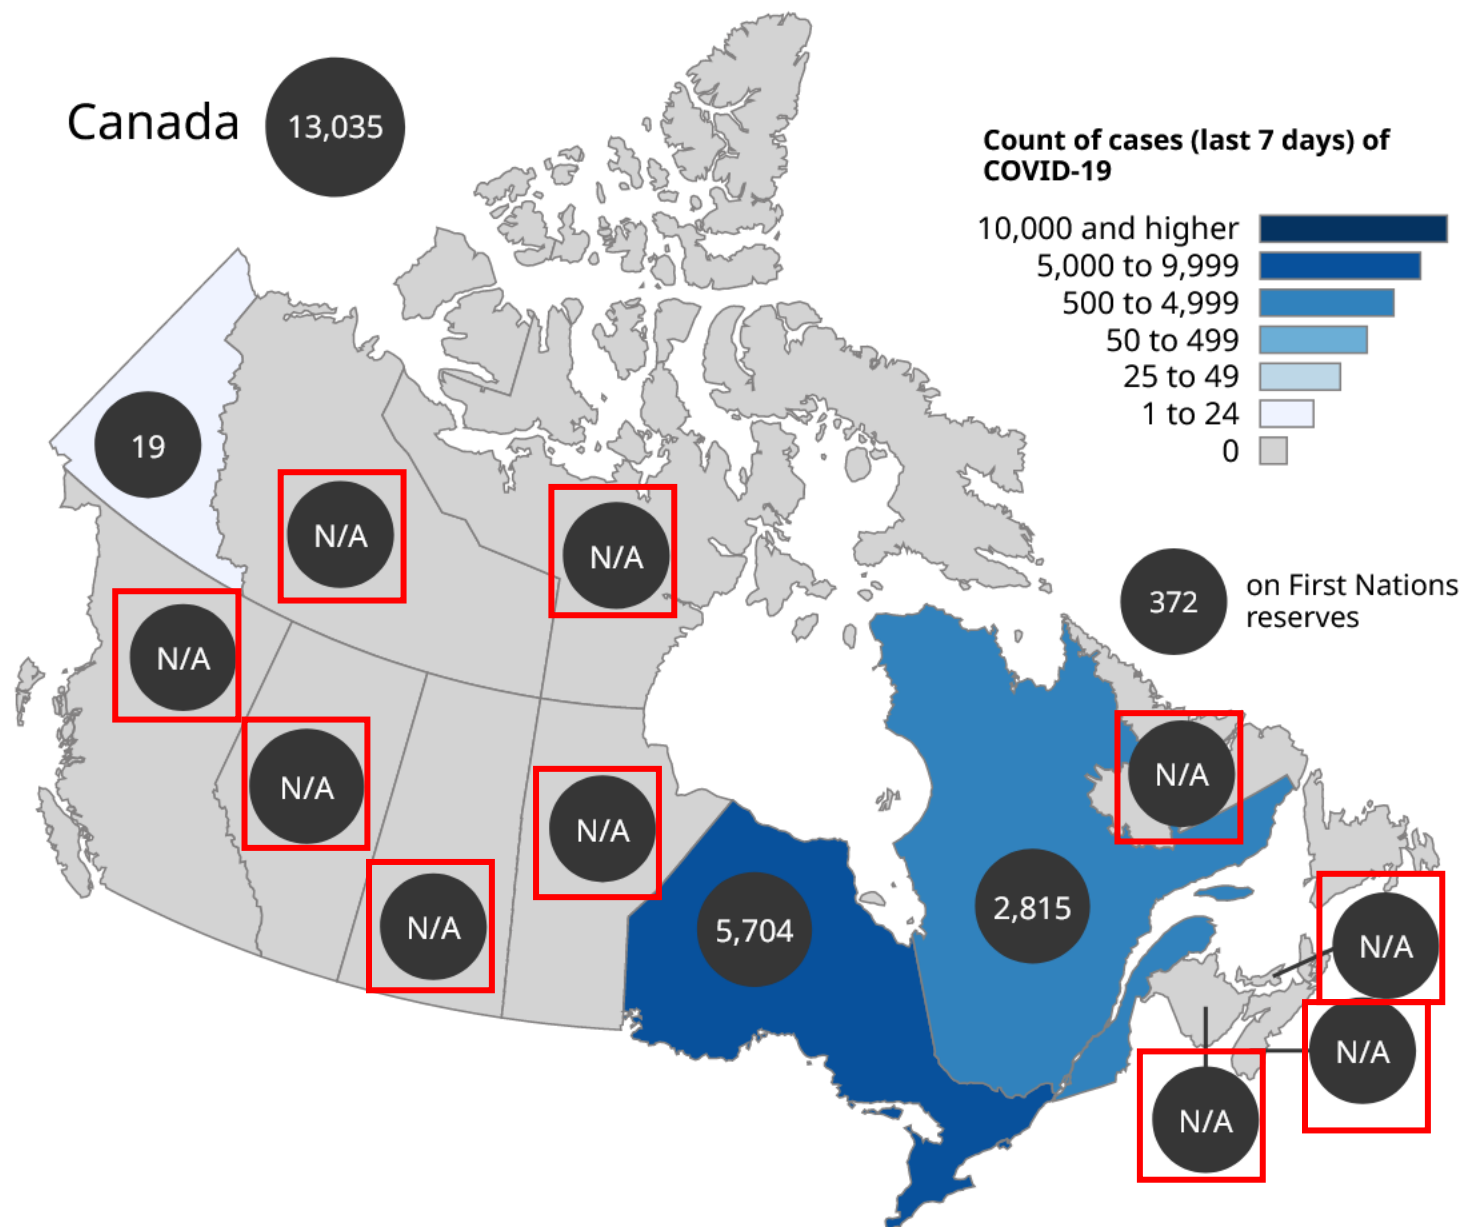 Canada
13,035
Count of cases (last 7 days) of
COVID-19
10,000 and higher
5,000 to 9,999
500 to 4,999
50 to 499
25 to 49
1 to 24
0
19
N/A
N/A
372
on First Nations
reserves
N/A
N/A
N/A
N/A
N/A
5,704
2,815
N/A
N/A
N/A